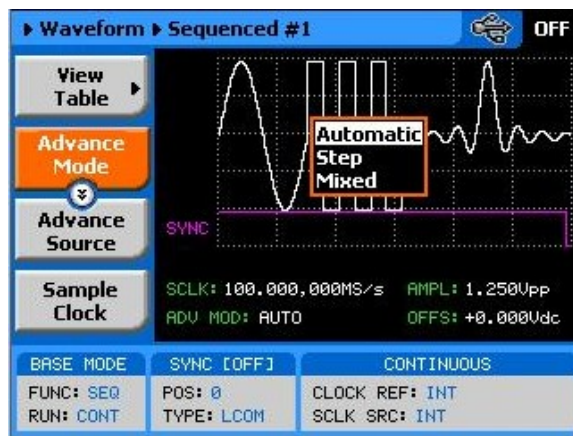 Waveform Sequenced #1 OFF
View
Table
Advance
Mode
Advance
Source
Sample
Clock
Automatic
Step
Mixed
SYNC
SCLK: 100.000,000MS/s AMPL: 1.250Vpp
ADV MOD: AUTO OFFS: +0.000Vdc
BASE MODE SYNC [OFF] CONTINUOUS
FUNC: SEQ POS: 0 CLOCK REF: INT
RUN: CONT TYPE: LCOM SCLK SRC: INT